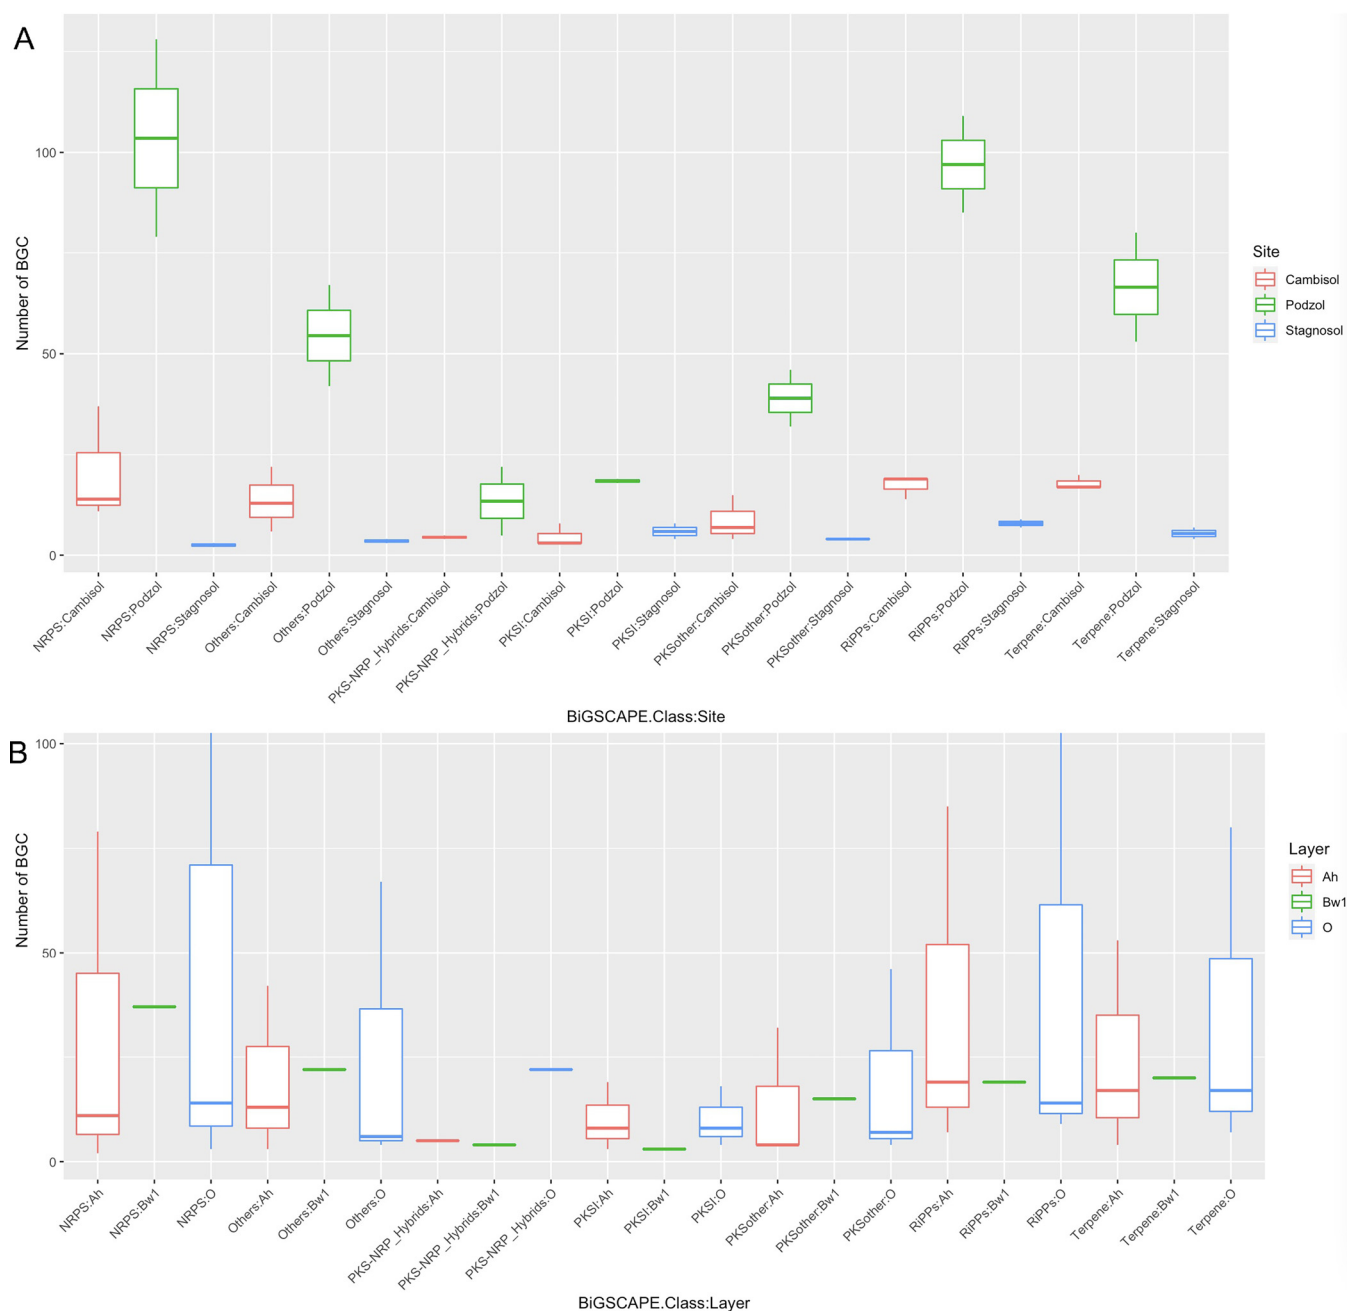 A
Number of BGC
100
50
0
NRPS:Cambisol
NRPS:Podzol
NRPS:Stagnosol
Others:Cambisol
Others:Podzol
Others:Stagnosol
PKS-NRP_Hybrids:Cambisol
PKS-NRP_Hybrids:Podzol
PKSI:Cambisol
PKSI:Podzol
PKSI:Stagnosol
PKSother:Cambisol
PKSother:Podzol
PKSother:Stagnosol
RiPPs:Cambisol
RiPPs:Podzol
RiPPs:Stagnosol
Terpene:Cambisol
Terpene:Podzol
Terpene:Stagnosol
BiGSCAPE.Class:Site
Site
Cambisol
Podzol
Stagnosol
B
Number of BGC
100
50
0
NRPS:Ah
NRPS:Bw1
NRPS:O
Others:Ah
Others:Bw1
Others:O
PKS-NRP_Hybrids:Ah
PKS-NRP_Hybrids:Bw1
PKS-NRP_Hybrids:O
PKSI:Ah
PKSI:Bw1
PKSI:O
PKSother:Ah
PKSother:Bw1
PKSother:O
RiPPs:Ah
RiPPs:Bw1
RiPPs:O
Terpene:Ah
Terpene:Bw1
Terpene:O
BiGSCAPE.Class:Layer
Layer
Ah
Bw1
O